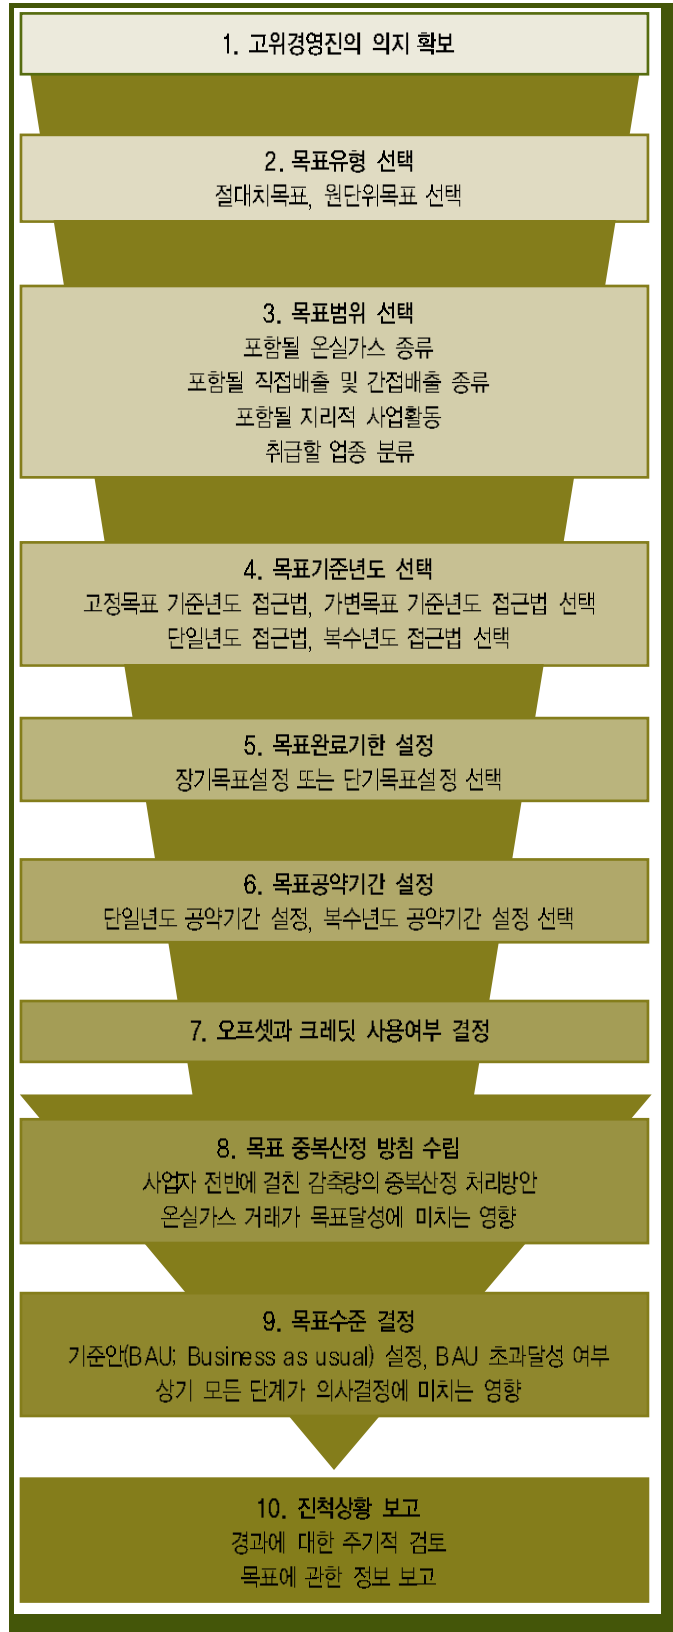 1. 고위경영진의 의지 확보
2. 목표유형 선택
절대치목표, 원단위목표 선택
3. 목표범위 선택
포함될 온실가스 종류
포함될 직접배출 및 간접배출 종류
포함될 지리적 사업활동
취급할 업종 분류
4. 목표기준년도 선택
고정목표 기준년도 접근법, 가변목표 기준년도 접근법 선택
단일년도 접근법, 복수년도 접근법 선택
5. 목표완료기한 설정
장기목표설정 또는 단기목표설정 선택
6. 목표공약기간 설정
단일년도 공약기간 설정, 복수년도 공약기간 설정 선택
7. 오프셋과 크레딧 사용여부 결정
8. 목표 중복산정 방침 수립
사업자 전반에 걸친 감축량의 중복산정 처리방안
온실가스 거래가 목표달성에 미치는 영향
9. 목표수준 결정
기준안(BAU; Business as usual) 설정, BAU 초과달성 여부
상기 모든 단계가 의사결정에 미치는 영향
10. 진척상황 보고
경과에 대한 주기적 검토
목표에 관한 정보 보고